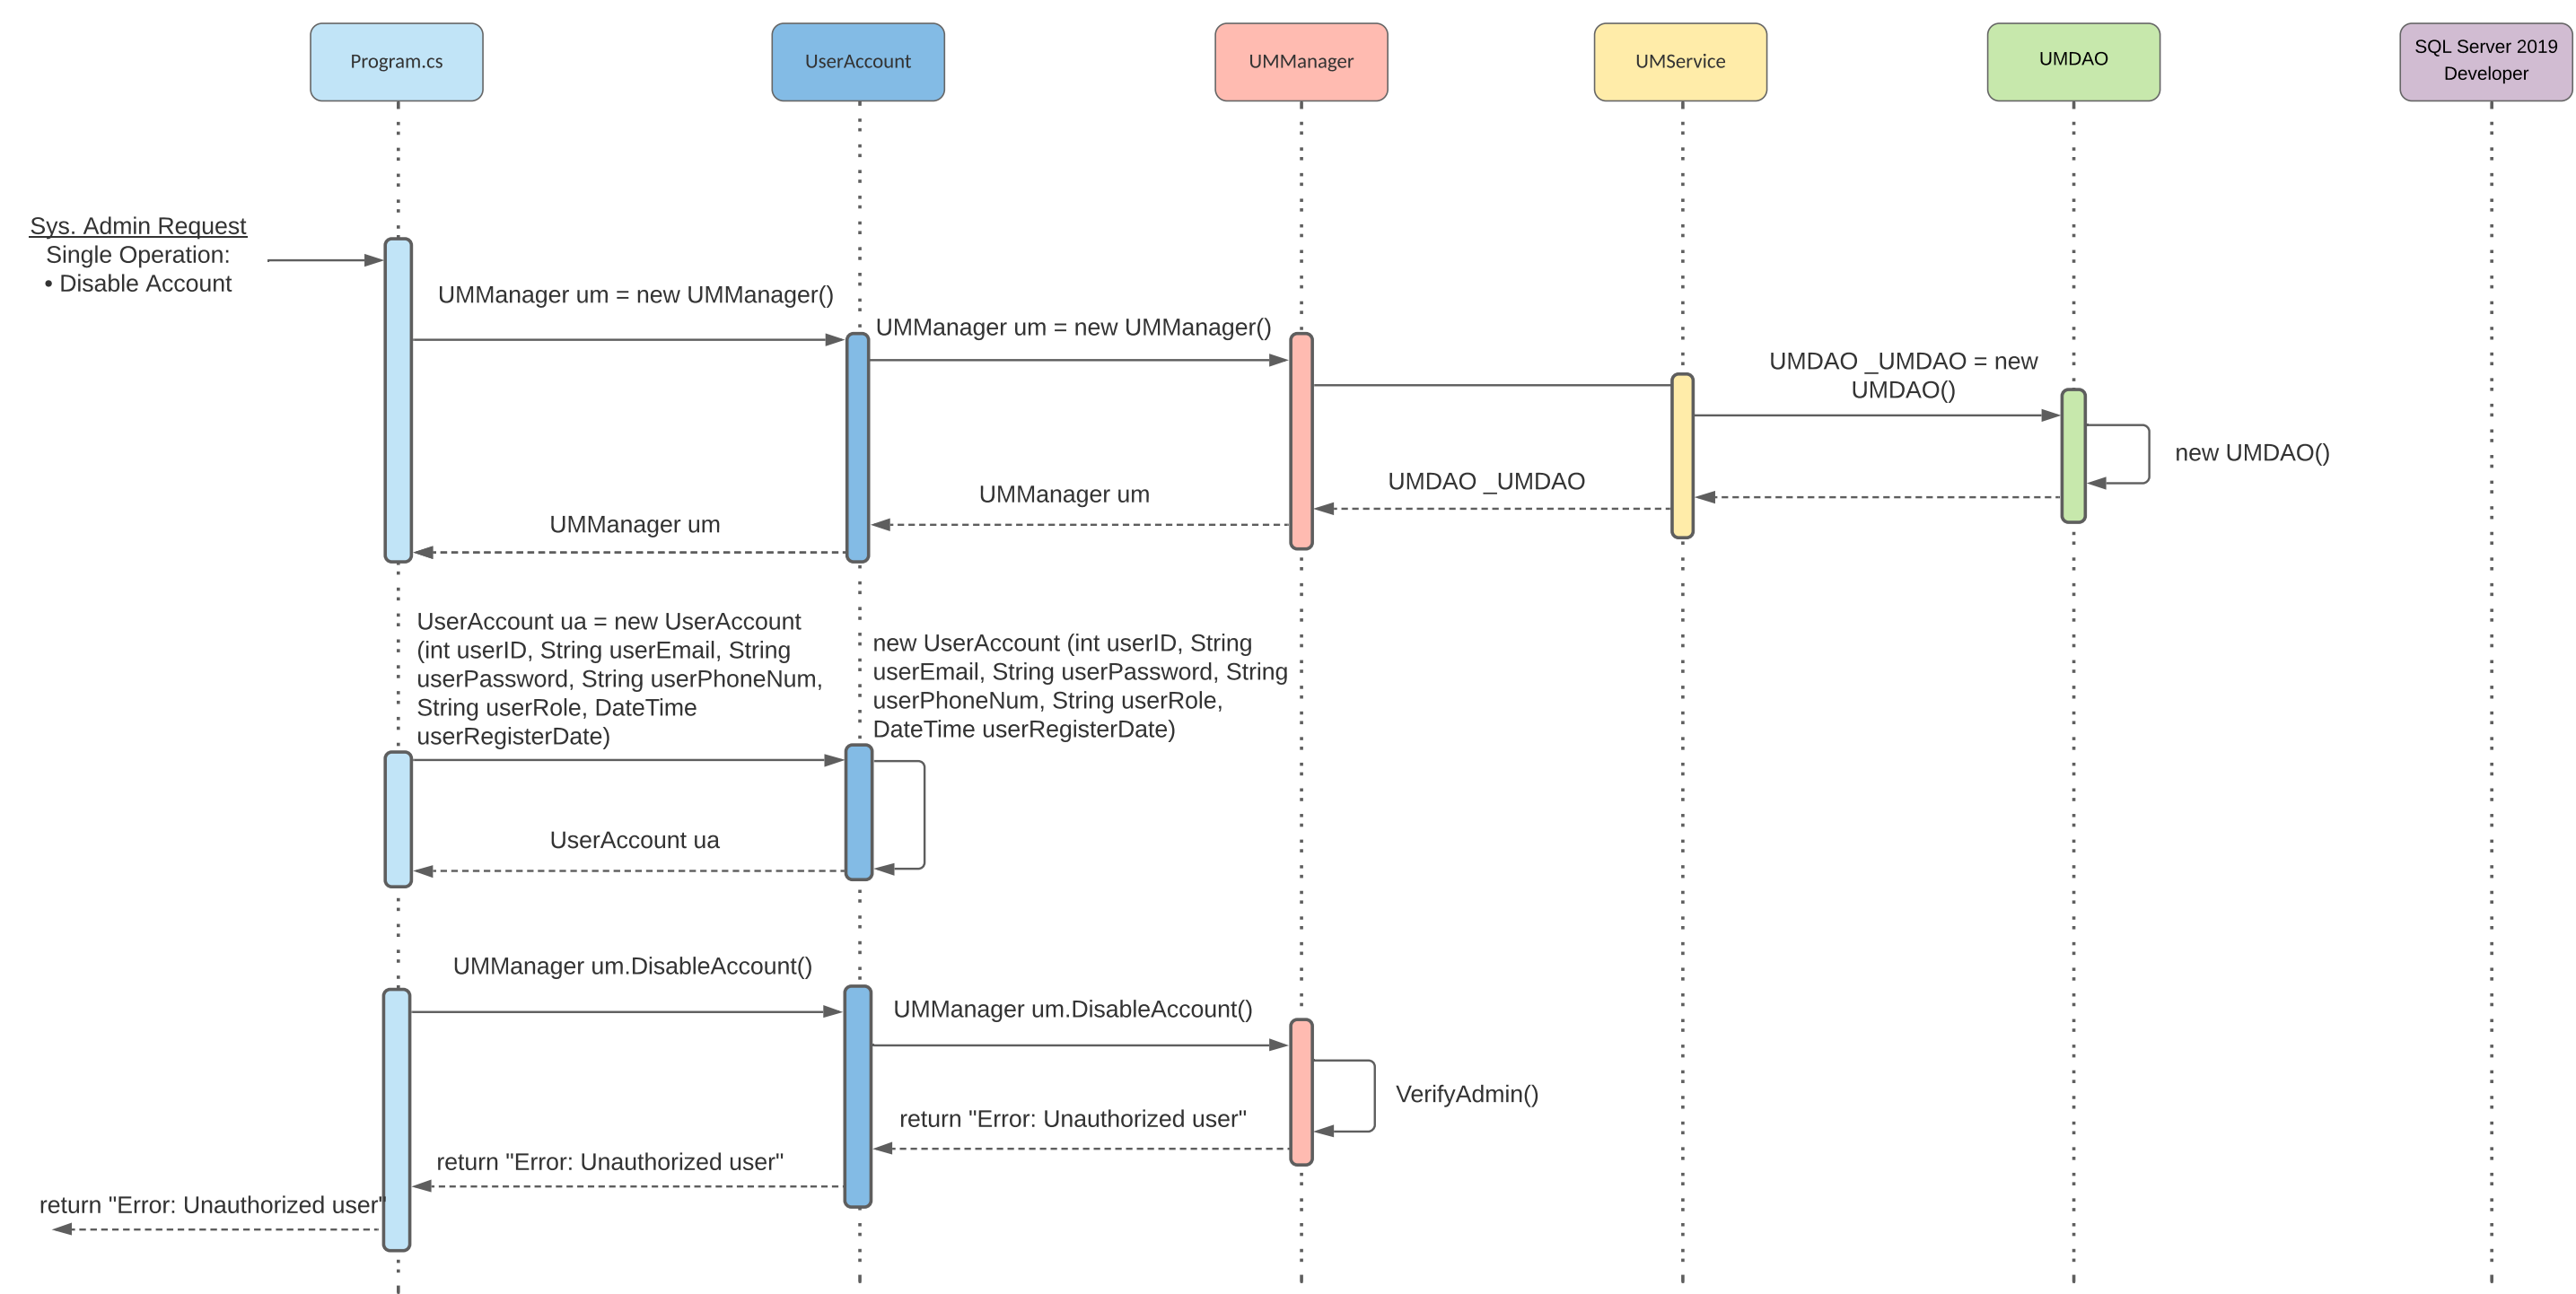 Program.cs
UserAccount
UMManager
UMService
UMDAO
SQL Server 2019
Developer
Sys. Admin Request
Single Operation:
• Disable Account
UMManager um = new UMManager()
UMManager um = new UMManager()
UMDAO _UMDAO = new
UMDAO()
new UMDAO()
UMDAO _UMDAO
UMManager um
UMManager um
UserAccount ua = new UserAccount
(int userID, String userEmail, String
userPassword, String userPhoneNum,
String userRole, DateTime
userRegisterDate)
new UserAccount (int userID, String
userEmail, String userPassword, String
userPhoneNum, String userRole,
DateTime userRegisterDate)
UserAccount ua
UMManager um.DisableAccount()
UMManager um.DisableAccount()
VerifyAdmin()
return "Error: Unauthorized user"
return "Error: Unauthorized user"
return "Error: Unauthorized user"